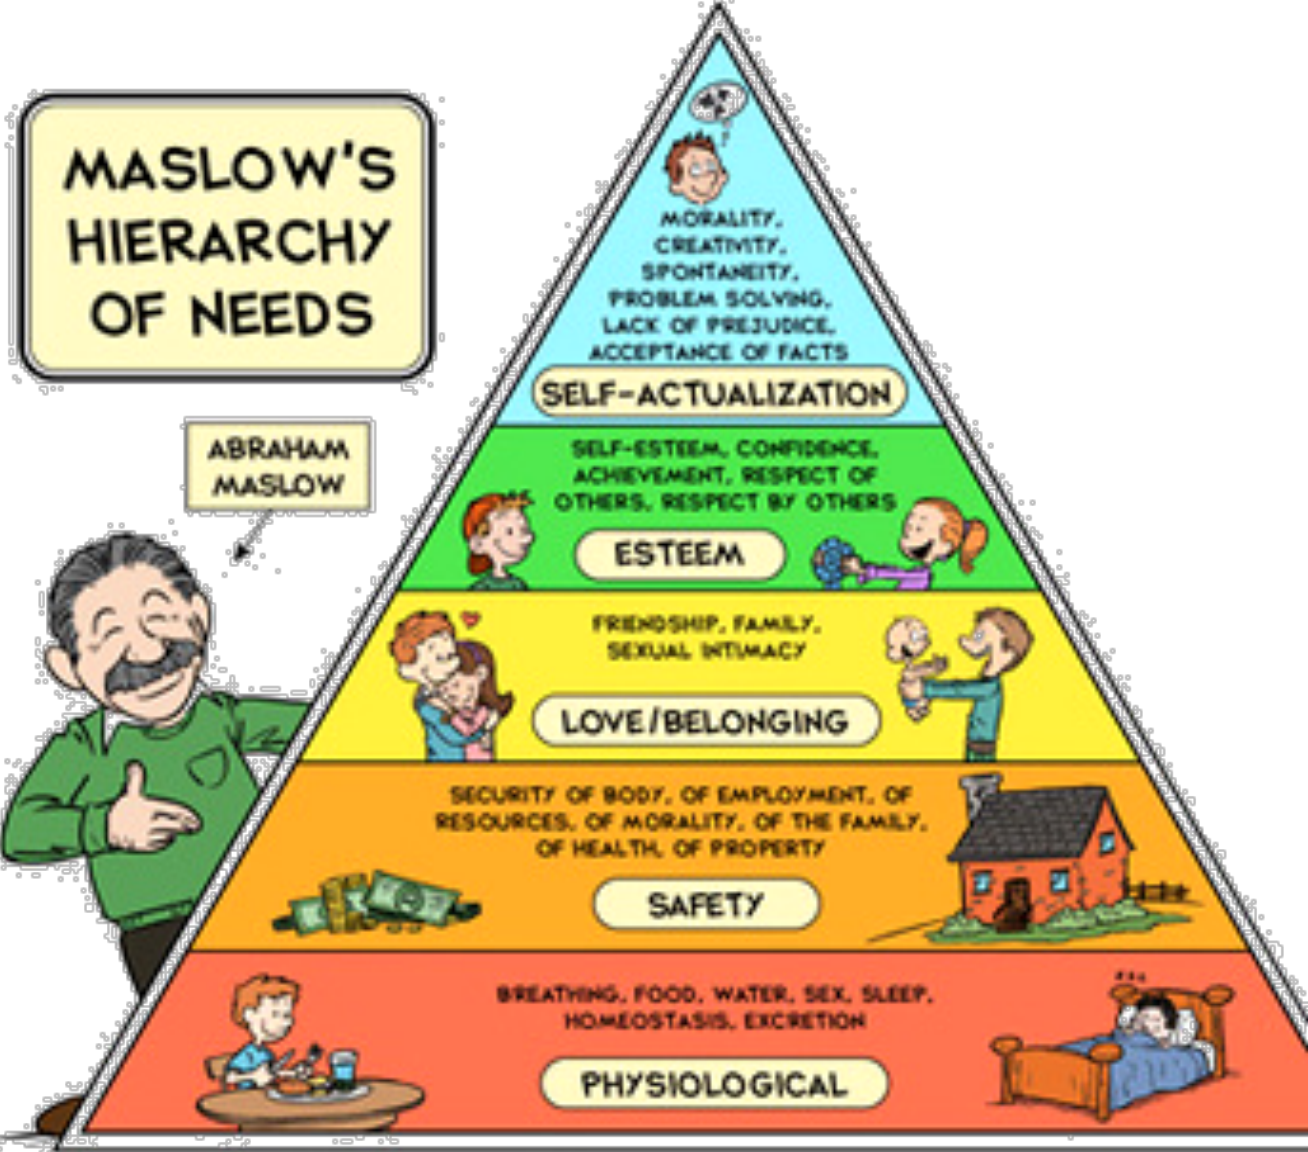 MASLOW'S
HIERARCHY
OF NEEDS
ABRAHAM
MASLOW
MORALITY,
CREATIVITY,
SPONTANEITY,
PROBLEM SOLVING,
LACK OF PREJUDICE,
ACCEPTANCE OF FACTS
SELF-ACTUALIZATION
SELF-ESTEEM, CONFIDENCE,
ACHIEVEMENT, RESPECT OF
OTHERS, RESPECT BY OTHERS
ESTEEM
FRIENDSHIP, FAMILY,
SEXUAL INTIMACY
LOVE/BELONGING
SECURITY OF BODY, OF EMPLOYMENT, OF
RESOURCES, OF MORALITY, OF THE FAMILY,
OF HEALTH, OF PROPERTY
SAFETY
BREATHING, FOOD, WATER, SEX, SLEEP,
HOMEOSTASIS, EXCRETION
PHYSIOLOGICAL